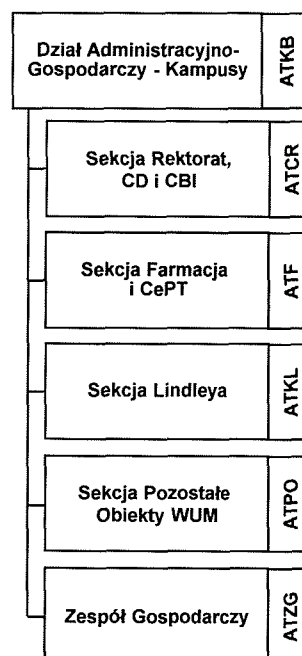 Dział Administracyjno-
Gospodarczy - Kampusy
ATKB
Sekcja Rektorat,
CD i CBI
ATCR
Sekcja Farmacja
i CePT
ATF
Sekcja Lindleya
ATKL
Sekcja Pozostałe
Obiekty WUM
ATPO
Zespół Gospodarczy
ATZG